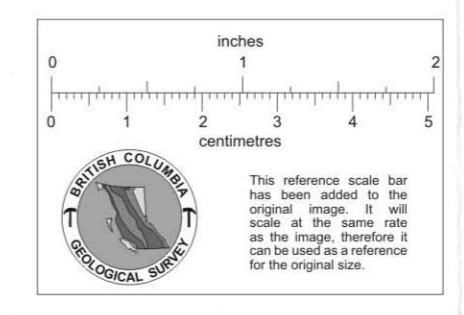 inches
0 1 2
0 1 2 3 4 5
centimetres
BRITISH COLUMBIA
GEOLOGICAL SURVEY
This reference scale bar
has been added to the
original image. It will
scale at the same rate
as the image, therefore it
can be used as a reference
for the original size.